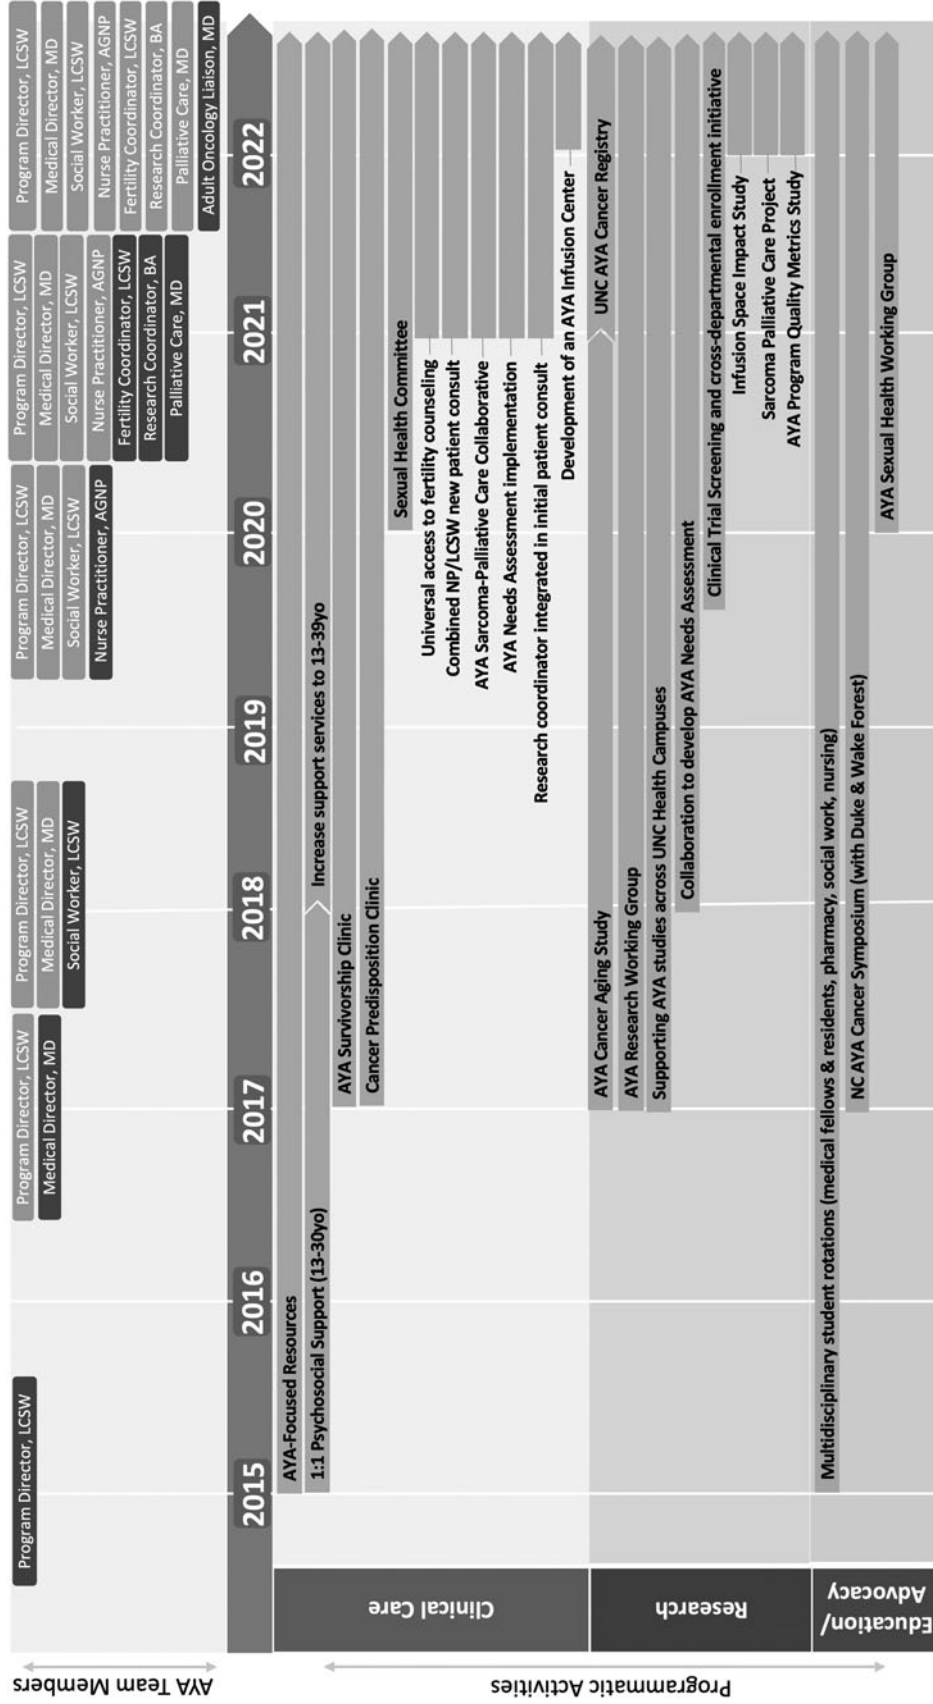 AYA Team Members
Program Director, LCSW
Program Director, LCSW
Medical Director, MD
Program Director, LCSW
Medical Director, MD
Social Worker, LCSW
Program Director, LCSW
Medical Director, MD
Social Worker, LCSW
Nurse Practitioner, AGNP
Program Director, LCSW
Medical Director, MD
Social Worker, LCSW
Nurse Practitioner, AGNP
Fertility Coordinator, LCSW
Research Coordinator, BA
Palliative Care, MD
Program Director, LCSW
Medical Director, MD
Social Worker, LCSW
Nurse Practitioner, AGNP
Fertility Coordinator, LCSW
Research Coordinator, BA
Palliative Care, MD
Adult Oncology Liaison, MD
2015 2016 2017 2018 2019 2020 2021 2022
Programmatic Activities
Clinical Care
AYA-Focused Resources
1:1 Psychosocial Support (13-30yo)
Increase support services to 13-39yo
AYA Survivorship Clinic
Cancer Predisposition Clinic
Sexual Health Committee
Universal access to fertility counseling
Combined NP/LCSW new patient consult
AYA Sarcoma-Palliative Care Collaborative
AYA Needs Assessment implementation
Research coordinator integrated in initial patient consult
Development of an AYA Infusion Center
Research
AYA Cancer Aging Study
UNC AYA Cancer Registry
AYA Research Working Group
Supporting AYA studies across UNC Health Campuses
Collaboration to develop AYA Needs Assessment
Clinical Trial Screening and cross-departmental enrollment initiative
Infusion Space Impact Study
Sarcoma Palliative Care Project
AYA Program Quality Metrics Study
Education/
Advocacy
Multidisciplinary student rotations (medical fellows & residents, pharmacy, social work, nursing)
NC AYA Cancer Symposium (with Duke & Wake Forest)
AYA Sexual Health Working Group